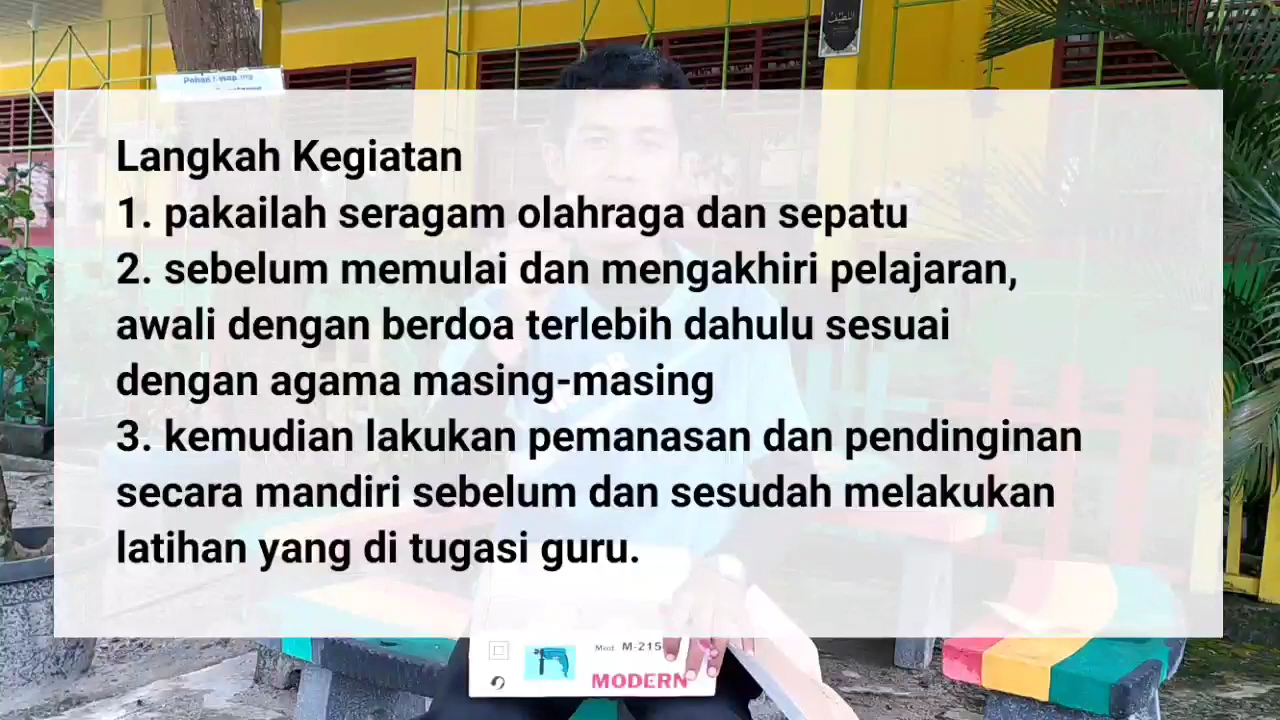 Langkah Kegiatan
1. pakailah seragam olahraga dan sepatu
2. sebelum memulai dan mengakhiri pelajaran,
awali dengan berdoa terlebih dahulu sesuai
dengan agama masing-masing
3. kemudian lakukan pemanasan dan pendinginan
secara mandiri sebelum dan sesudah melakukan
latihan yang di tugasi guru.
M-215
MODERN